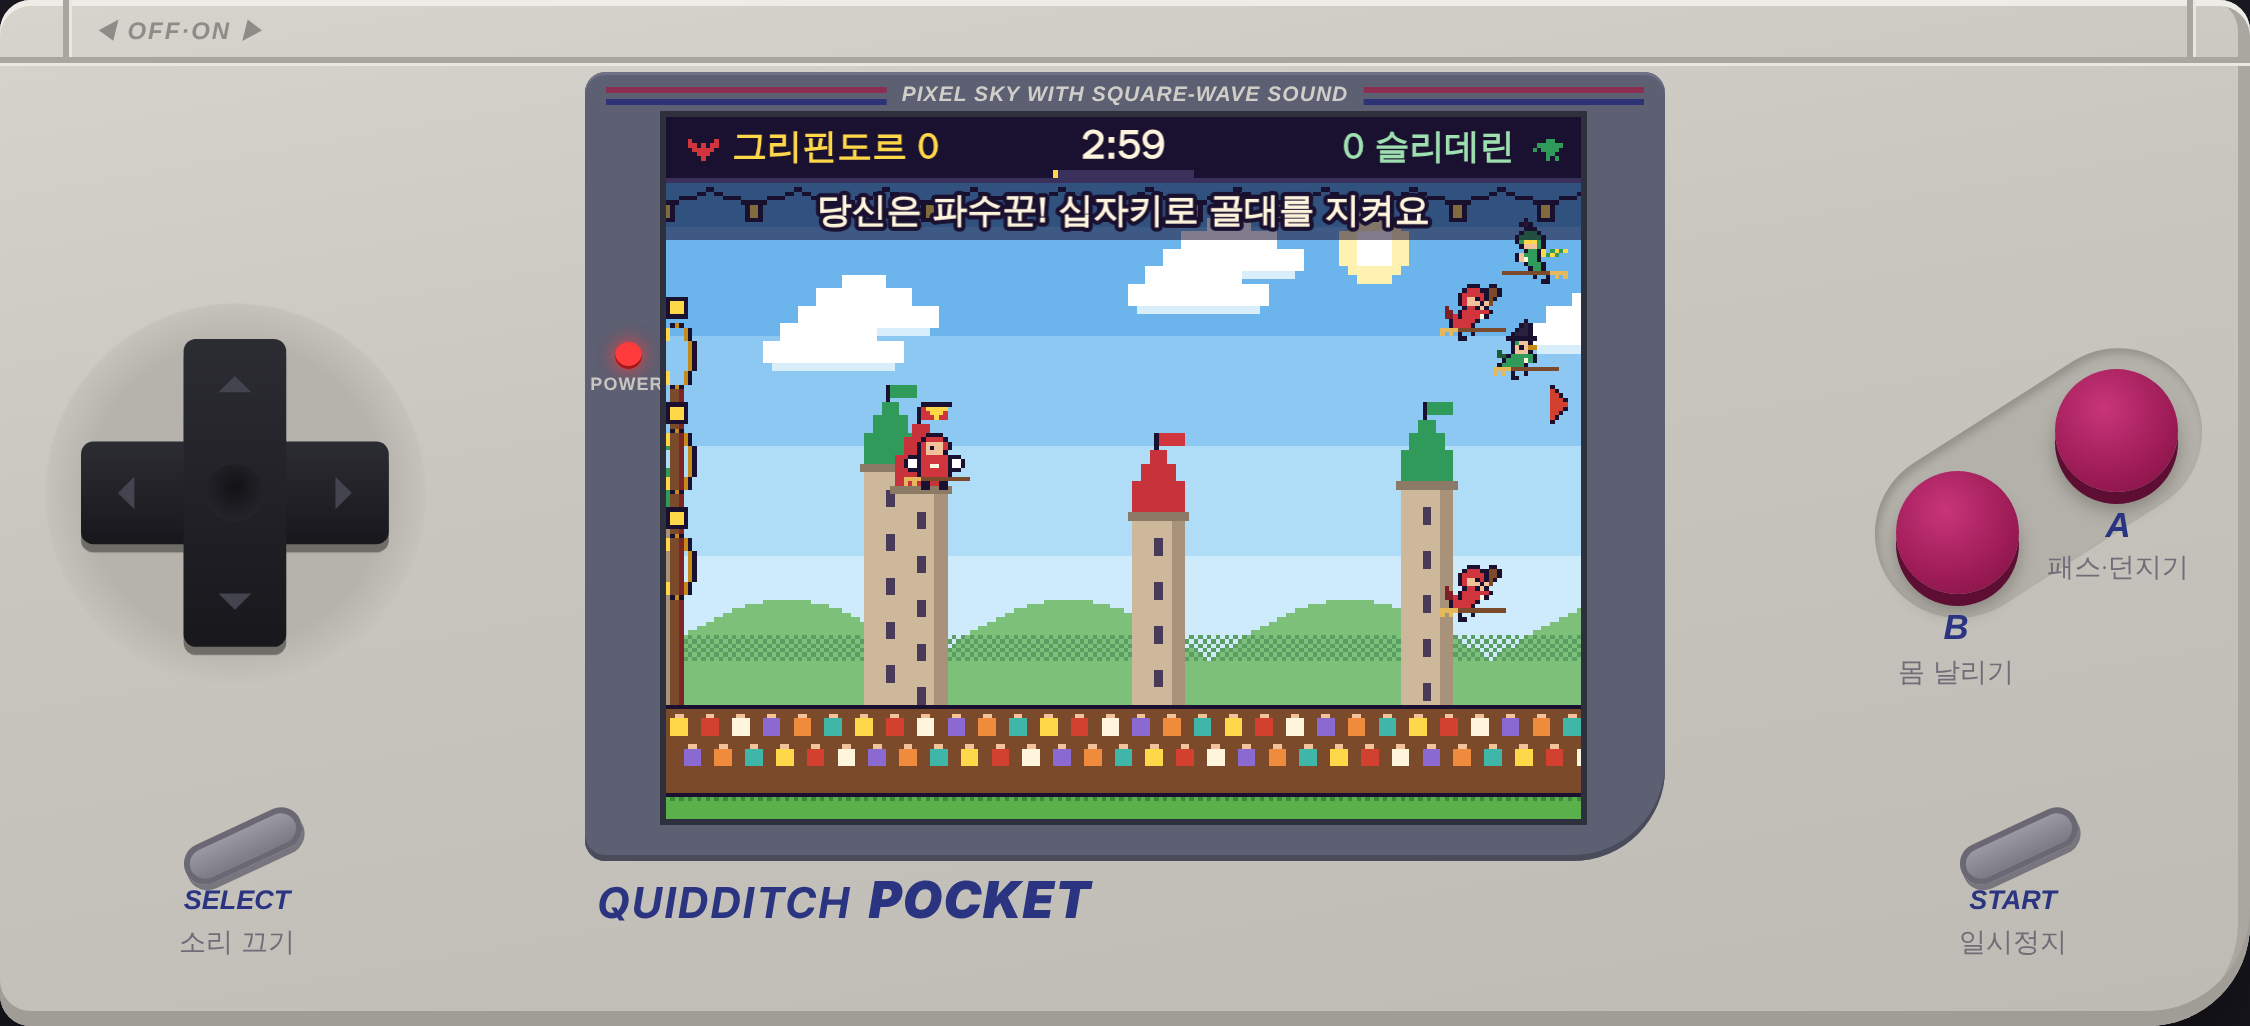 OFF·ON
PIXEL SKY WITH SQUARE-WAVE SOUND
그리핀도르 0
2:59
0 슬리데린
당신은 파수꾼! 십자키로 골대를 지켜요
POWER
A
패스·던지기
B
몸 날리기
SELECT
소리 끄기
QUIDDITCH POCKET
START
일시정지